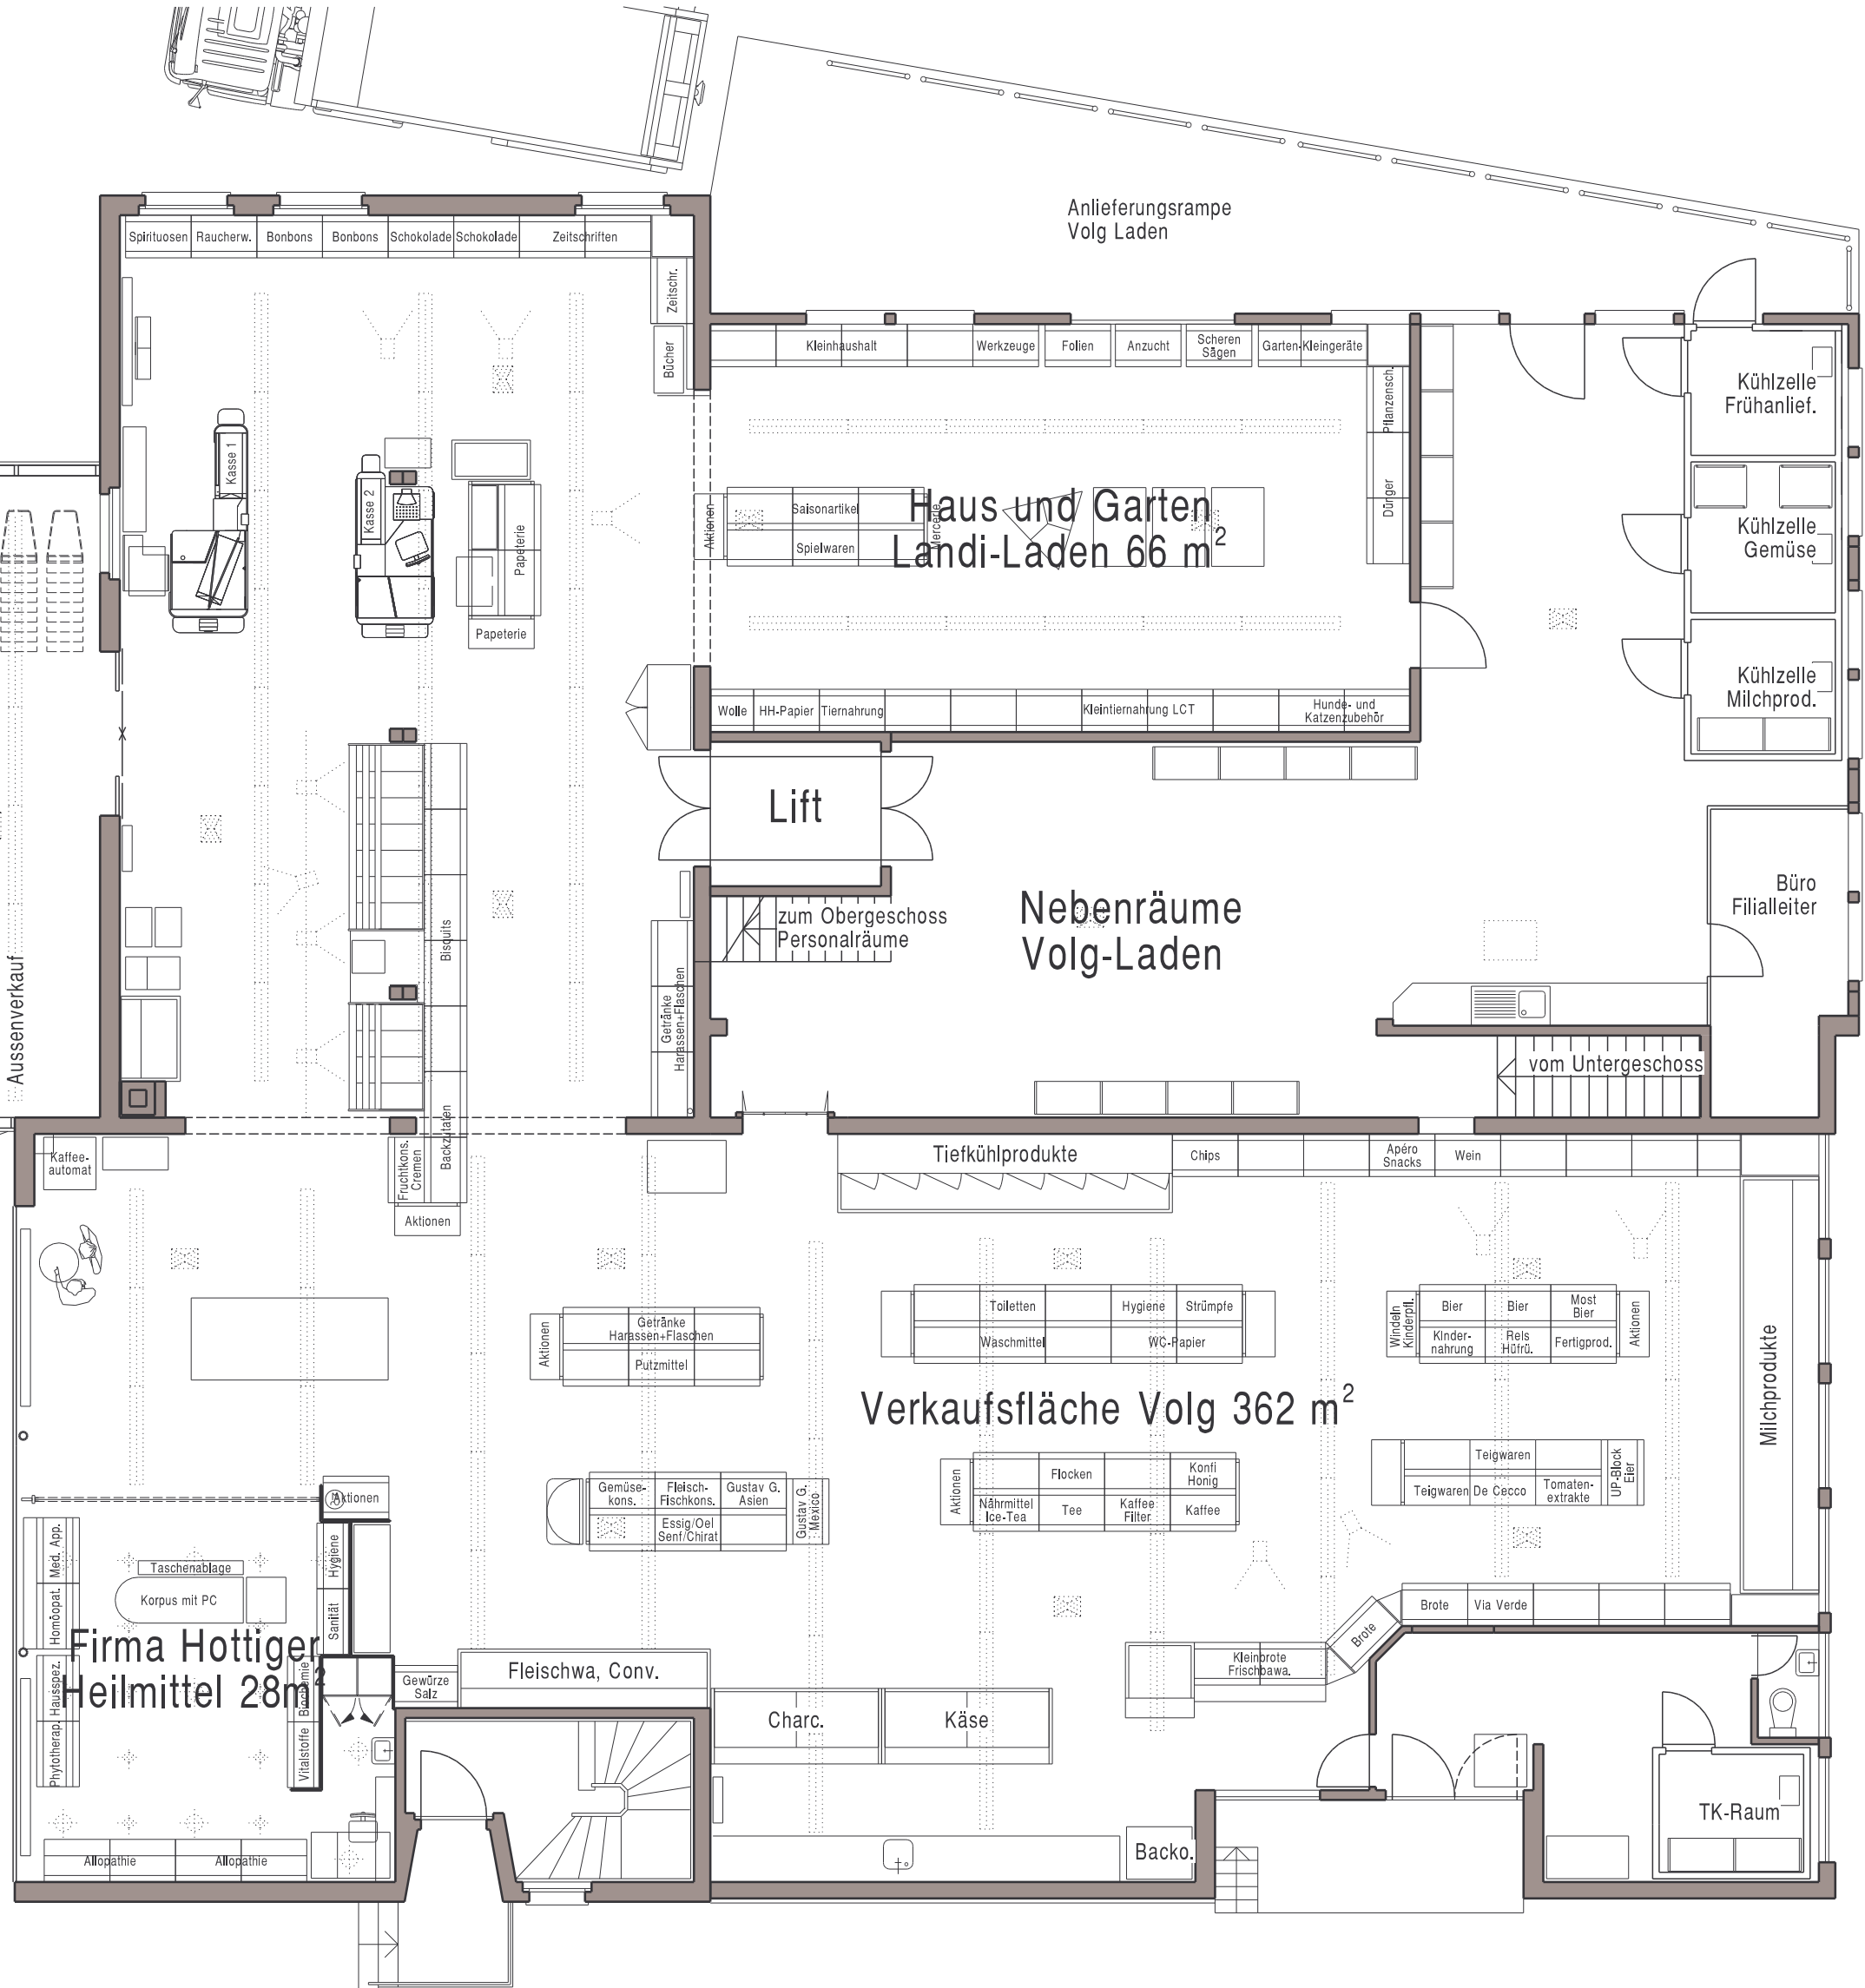 Anlieferungsrampe
Volg Laden
Spirituosen
Raucherw.
Bonbons
Bonbons
Schokolade
Schokolade
Zeitschriften
Zeitschr.
Bücher
Kleinhaushalt
Werkzeuge
Folien
Anzucht
Scheren
Sägen
Garten-Kleingeräte
Pflanzensch.
Dünger
Kühlzelle
Frühanlief.
Kühlzelle
Gemüse
Kühlzelle
Milchprod.
Kasse 1
Kasse 2
Papeterie
Papeterie
Aktionen
Saisonartikel
Spielwaren
Mercerie
Haus und Garten
Landi-Laden 66 m²
Wolle
HH-Papier
Tiernahrung
Kleintiernahrung LCT
Hunde- und
Katzenzubehör
Lift
zum Obergeschoss
Personalräume
Nebenräume
Volg-Laden
Büro
Filialleiter
Aussenverkauf
Bisquits
Getränke
Harassen+Flaschen
vom Untergeschoss
Backzutaten
Kaffee-
automat
Fruchtkons.
Cremen
Aktionen
Tiefkühlprodukte
Chips
Apéro
Snacks
Wein
Milchprodukte
Aktionen
Getränke
Harassen+Flaschen
Putzmittel
Toiletten
Hygiene
Strümpfe
Waschmittel
WC-Papier
Windeln
Kinderpfl.
Bier
Bier
Most
Bier
KInder-
nahrung
Reis
Hüfrü.
Fertigprod.
Aktionen
Verkaufsfläche Volg 362 m²
Aktionen
Gemüse-
kons.
Fleisch-
Fischkons.
Gustav G.
Asien
Essig/Oel
Senf/Chirat
Gustav G.
Mexico
Aktionen
Flocken
Konfi
Honig
Nährmittel
Ice-Tea
Tee
Kaffee
Filter
Kaffee
Teigwaren
Teigwaren De Cecco
Tomaten-
extrakte
UP-Block
Eier
Med. App.
Homöopat.
Hausspez.
Phytotherap.
Taschenablage
Korpus mit PC
Hygiene
Sanität
Biochemie
Vitalstoffe
Firma Hottiger
Heilmittel 28m²
Gewürze
Salz
Fleischwa, Conv.
Charc.
Käse
Kleinbrote
Frischbawa.
Brote
Brote
Via Verde
Allopathie
Allopathie
Backo.
TK-Raum